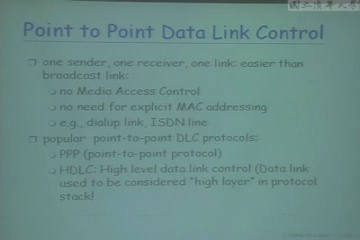 Point to Point Data Link Control
one sender, one receiver, one link: easier than
broadcast link:
no Media Access Control
no need for explicit MAC addressing
e.g., dialup link, ISDN line
popular point-to-point DLC protocols:
PPP (point-to-point protocol)
HDLC: High level data link control (Data link
used to be considered "high layer" in protocol
stack!